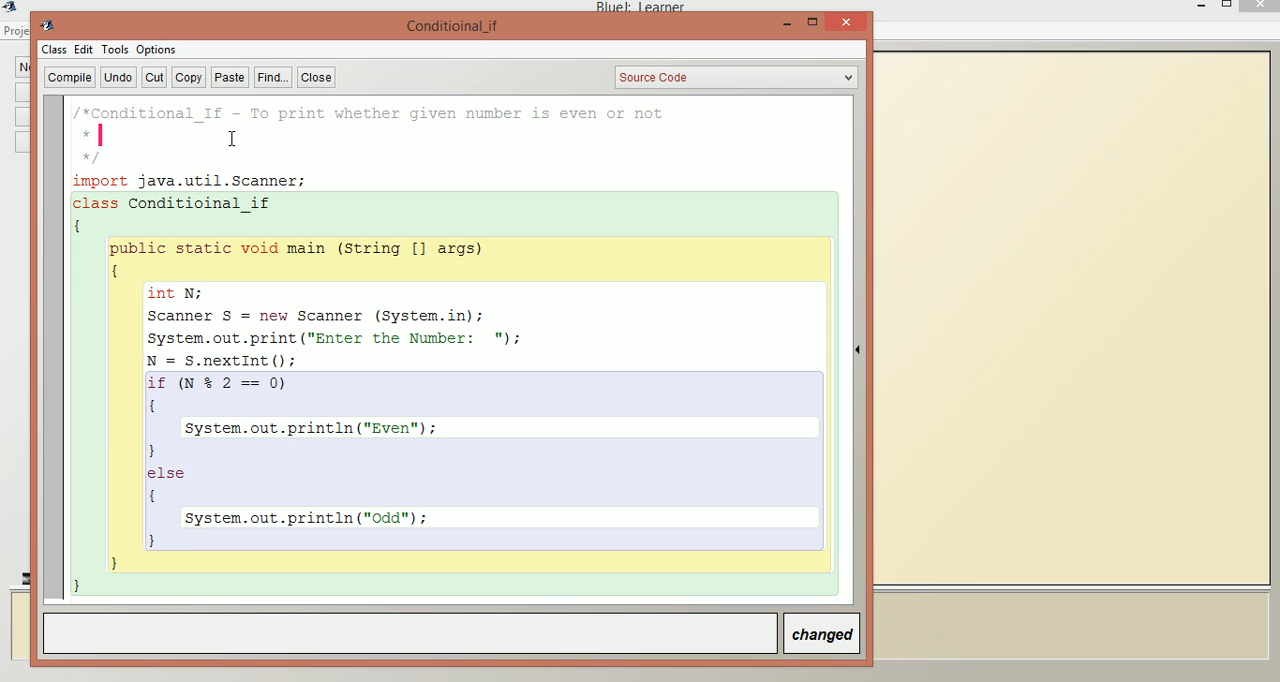 BlueJ: Learner
Proje
Ne
Conditioinal_if
Class Edit Tools Options
Compile Undo Cut Copy Paste Find... Close Source Code
/*Conditional_If - To print whether given number is even or not
*
*/
import java.util.Scanner;
class Conditioinal_if
{
public static void main (String [] args)
{
int N;
Scanner S = new Scanner (System.in);
System.out.print("Enter the Number:  ");
N = S.nextInt();
if (N % 2 == 0)
{
System.out.println("Even");
}
else
{
System.out.println("Odd");
}
}
}
changed